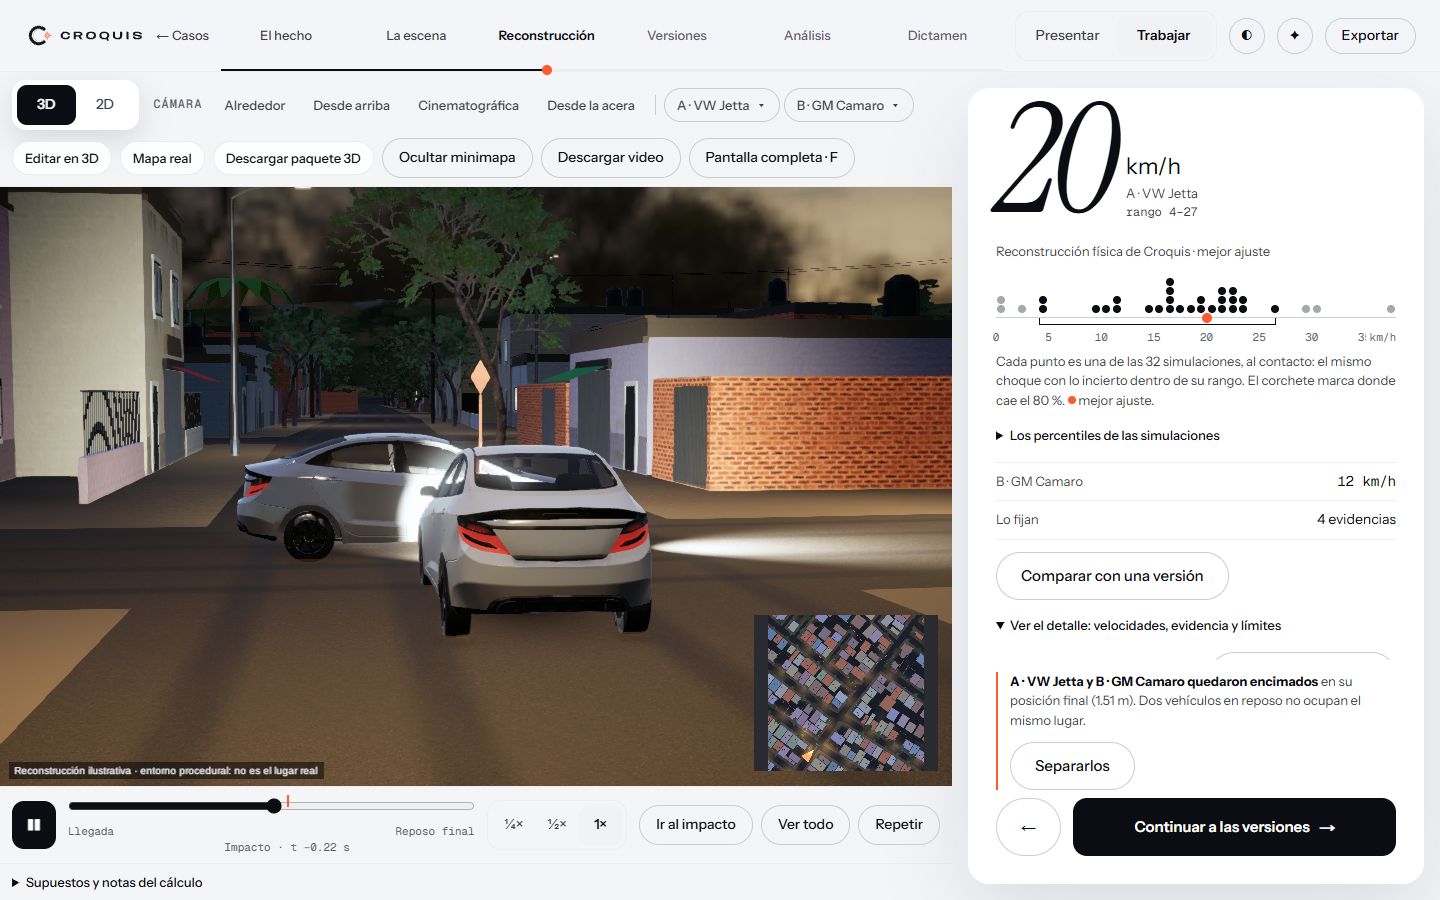 CROQUIS
← Casos
El hecho
La escena
Reconstrucción
Versiones
Análisis
Dictamen
Presentar
Trabajar
Exportar
3D
2D
CÁMARA
Alrededor
Desde arriba
Cinematográfica
Desde la acera
A · VW Jetta
B · GM Camaro
Editar en 3D
Mapa real
Descargar paquete 3D
Ocultar minimapa
Descargar video
Pantalla completa · F
Reconstrucción ilustrativa · entorno procedural: no es el lugar real
Llegada
Reposo final
Impacto · t −0.22 s
¼×
½×
1×
Ir al impacto
Ver todo
Repetir
Supuestos y notas del cálculo
20 km/h
A · VW Jetta
rango 4–27
Reconstrucción física de Croquis · mejor ajuste
0 5 10 15 20 25 30 km/h
Cada punto es una de las 32 simulaciones, al contacto: el mismo
choque con lo incierto dentro de su rango. El corchete marca donde
cae el 80 %. mejor ajuste.
Los percentiles de las simulaciones
B · GM Camaro 12 km/h
Lo fijan 4 evidencias
Comparar con una versión
Ver el detalle: velocidades, evidencia y límites
A · VW Jetta y B · GM Camaro quedaron encimados en su
posición final (1.51 m). Dos vehículos en reposo no ocupan el
mismo lugar.
Separarlos
←
Continuar a las versiones →